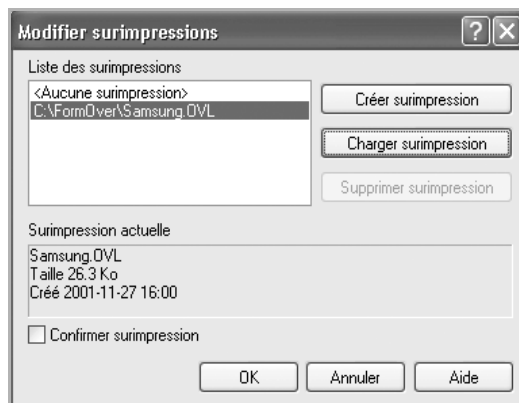 Modifier surimpressions
Liste des surimpressions
<Aucune surimpression>
C:\FormOver\Samsung.OVL
Créer surimpression
Charger surimpression
Supprimer surimpression
Surimpression actuelle
Samsung.OVL
Taille 26.3 Ko
Créé 2001-11-27 16:00
Confirmer surimpression
OK
Annuler
Aide